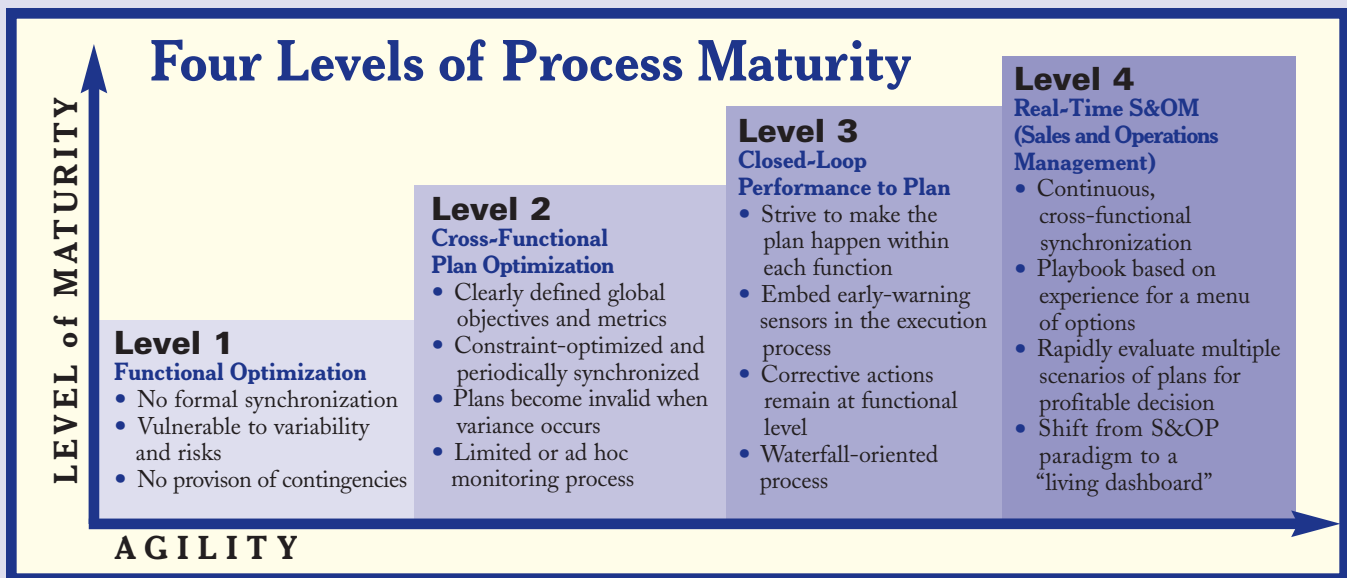 Four Levels of Process Maturity
LEVEL of MATURITY
Level 1
Functional Optimization
• No formal synchronization
• Vulnerable to variability
and risks
• No provison of contingencies
Level 2
Cross-Functional
Plan Optimization
• Clearly defined global
objectives and metrics
• Constraint-optimized and
periodically synchronized
• Plans become invalid when
variance occurs
• Limited or ad hoc
monitoring process
Level 3
Closed-Loop
Performance to Plan
• Strive to make the
plan happen within
each function
• Embed early-warning
sensors in the execution
process
• Corrective actions
remain at functional
level
• Waterfall-oriented
process
Level 4
Real-Time S&OM
(Sales and Operations
Management)
• Continuous,
cross-functional
synchronization
• Playbook based on
experience for a menu
of options
• Rapidly evaluate multiple
scenarios of plans for
profitable decision
• Shift from S&OP
paradigm to a
“living dashboard”
AGILITY